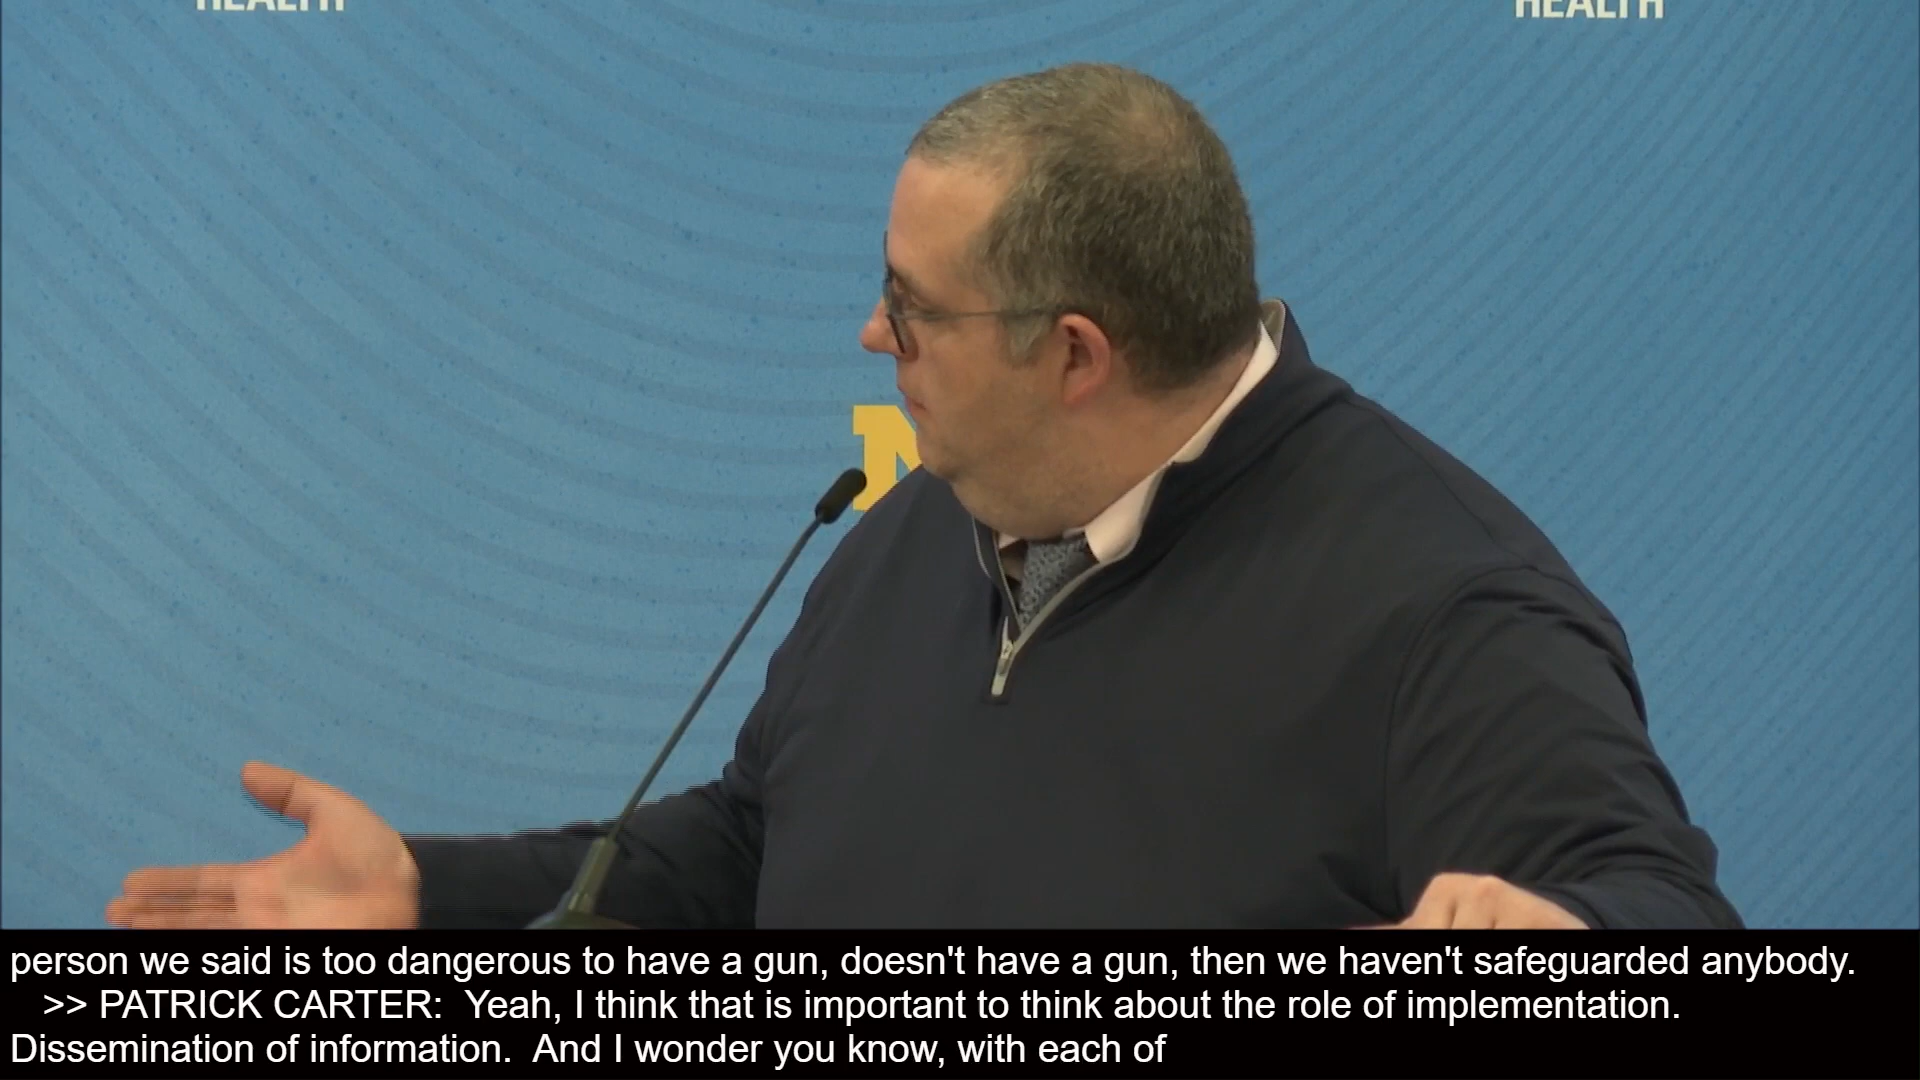 HEALTH
HEALTH
M
person we said is too dangerous to have a gun, doesn't have a gun, then we haven't safeguarded anybody.
>> PATRICK CARTER: Yeah, I think that is important to think about the role of implementation.
Dissemination of information. And I wonder you know, with each of